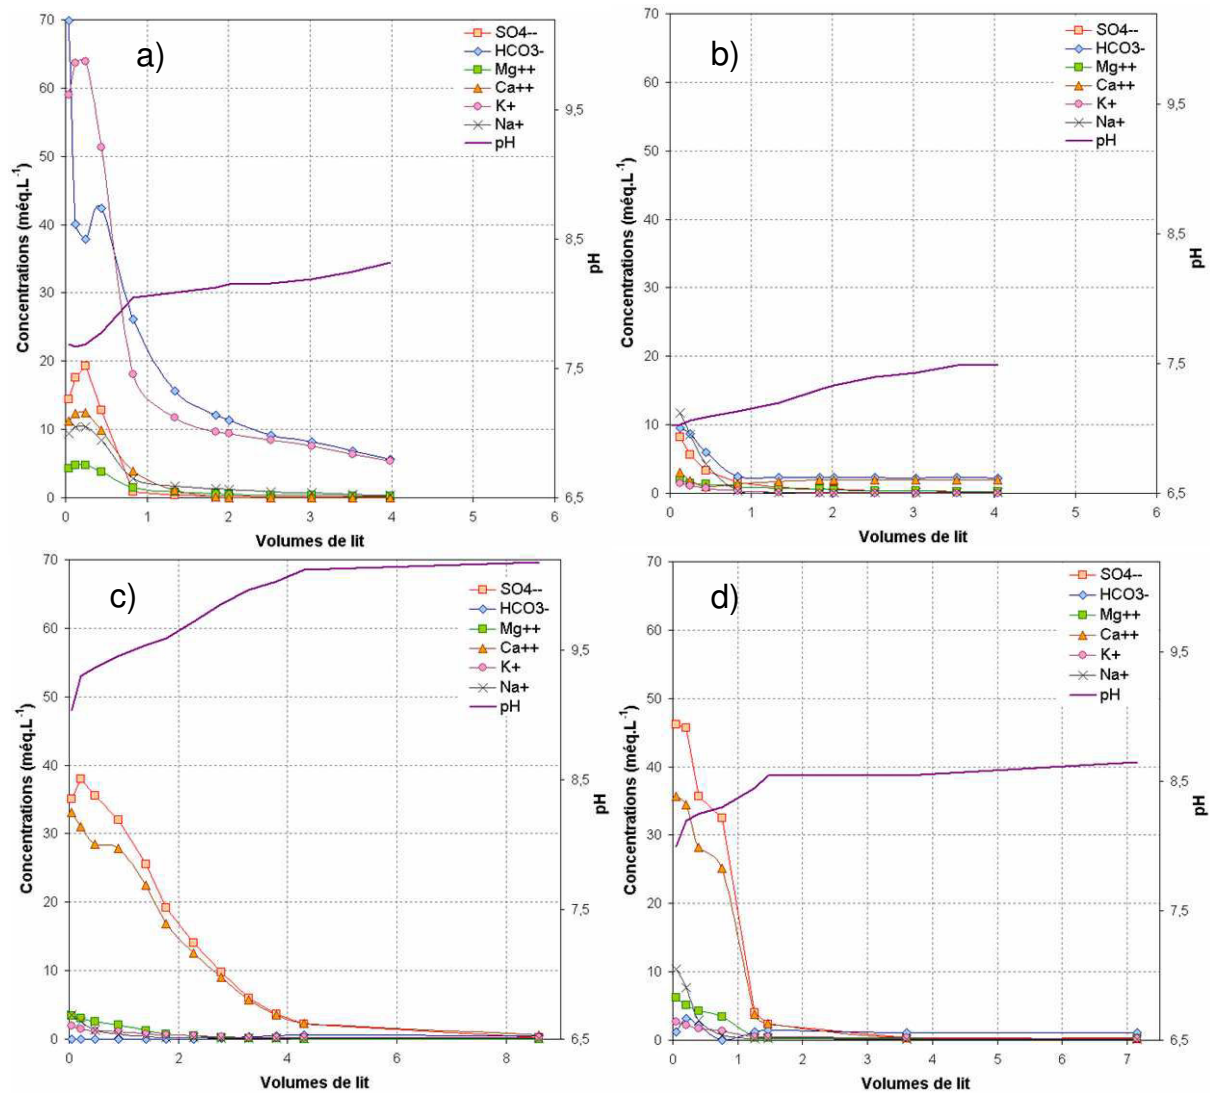 a)
SO4--
HCO3-
Mg++
Ca++
K+
Na+
pH
70
60
50
40
30
20
10
0
9,5
8,5
7,5
6,5
0 1 2 3 4 5 6
Concentrations (méq.L-1)
pH
Volumes de lit
b)
SO4--
HCO3-
Mg++
Ca++
K+
Na+
pH
70
60
50
40
30
20
10
0
9,5
8,5
7,5
6,5
0 1 2 3 4 5 6
Concentrations (méq.L-1)
pH
Volumes de lit
c)
SO4--
HCO3-
Mg++
Ca++
K+
Na+
pH
70
60
50
40
30
20
10
0
9,5
8,5
7,5
6,5
0 2 4 6 8
Concentrations (méq.L-1)
pH
Volumes de lit
d)
SO4--
HCO3-
Mg++
Ca++
K+
Na+
pH
70
60
50
40
30
20
10
0
9,5
8,5
7,5
6,5
0 1 2 3 4 5 6 7
Concentrations (méq.L-1)
pH
Volumes de lit